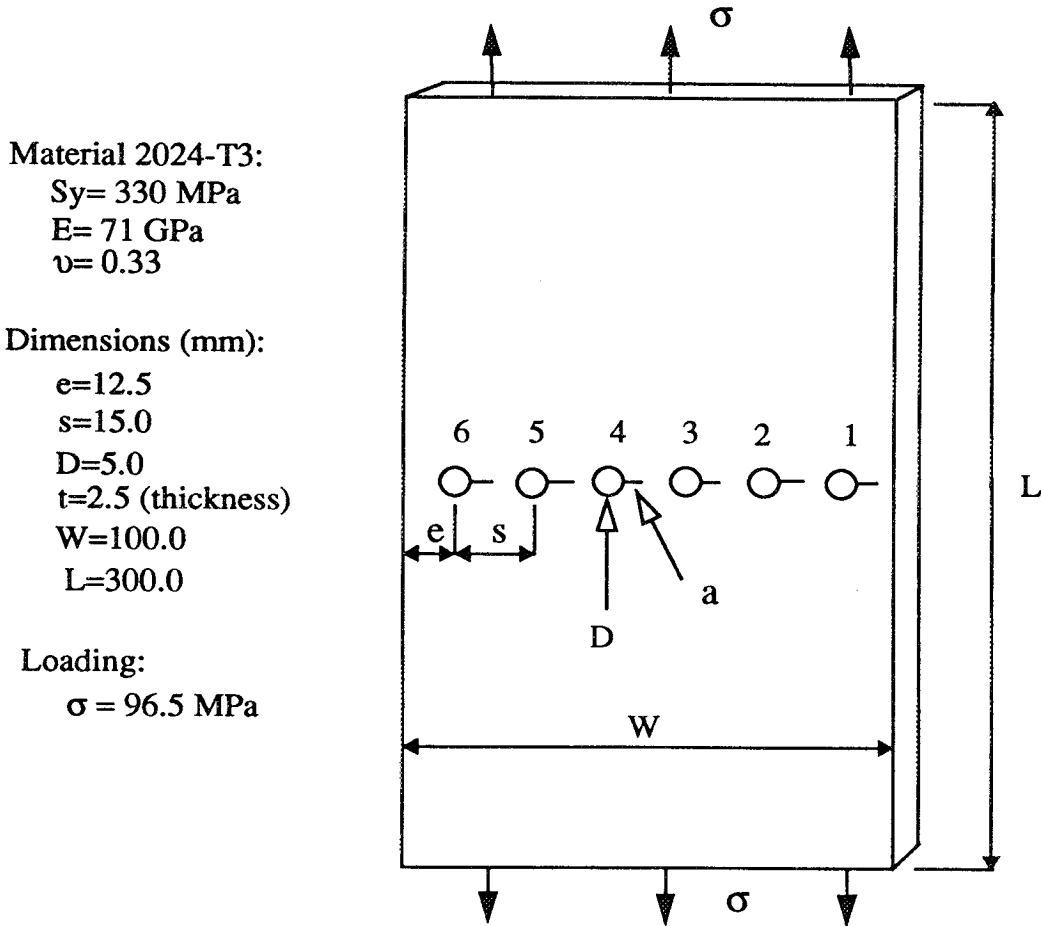 σ
Material 2024-T3:
Sy= 330 MPa
E= 71 GPa
υ= 0.33
Dimensions (mm):
e=12.5
s=15.0
D=5.0
t=2.5 (thickness)
W=100.0
L=300.0
Loading:
σ = 96.5 MPa
6 5 4 3 2 1
L
e s
a
D
W
σ